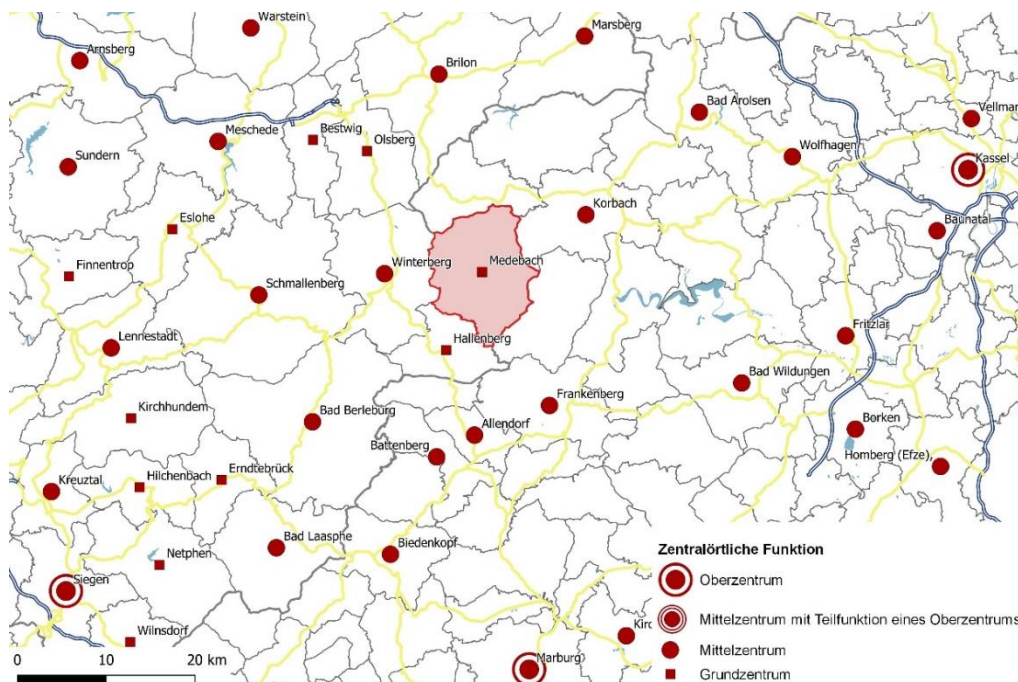 Warstein
Marsberg
Arnsberg
Brilon
Bad Arolsen
Vellmar
Bestwig
Meschede
Olsberg
Wolfhagen
Sundern
Kassel
Korbach
Eslohe
Baunatal
Finnentrop
Winterberg
Medebach
Schmallenberg
Lennestadt
Hallenberg
Fritzlar
Bad Wildungen
Kirchhundem
Frankenberg
Bad Berleburg
Allendorf
Borken
Battenberg
Homberg (Efze)
Kreuztal
Hilchenbach
Erndtebrück
Netphen
Bad Laasphe
Biedenkopf
Siegen
Wilnsdorf
Kirc
Marburg
0 10 20 km
Zentralörtliche Funktion
Oberzentrum
Mittelzentrum mit Teilfunktion eines Oberzentrums
Mittelzentrum
Grundzentrum